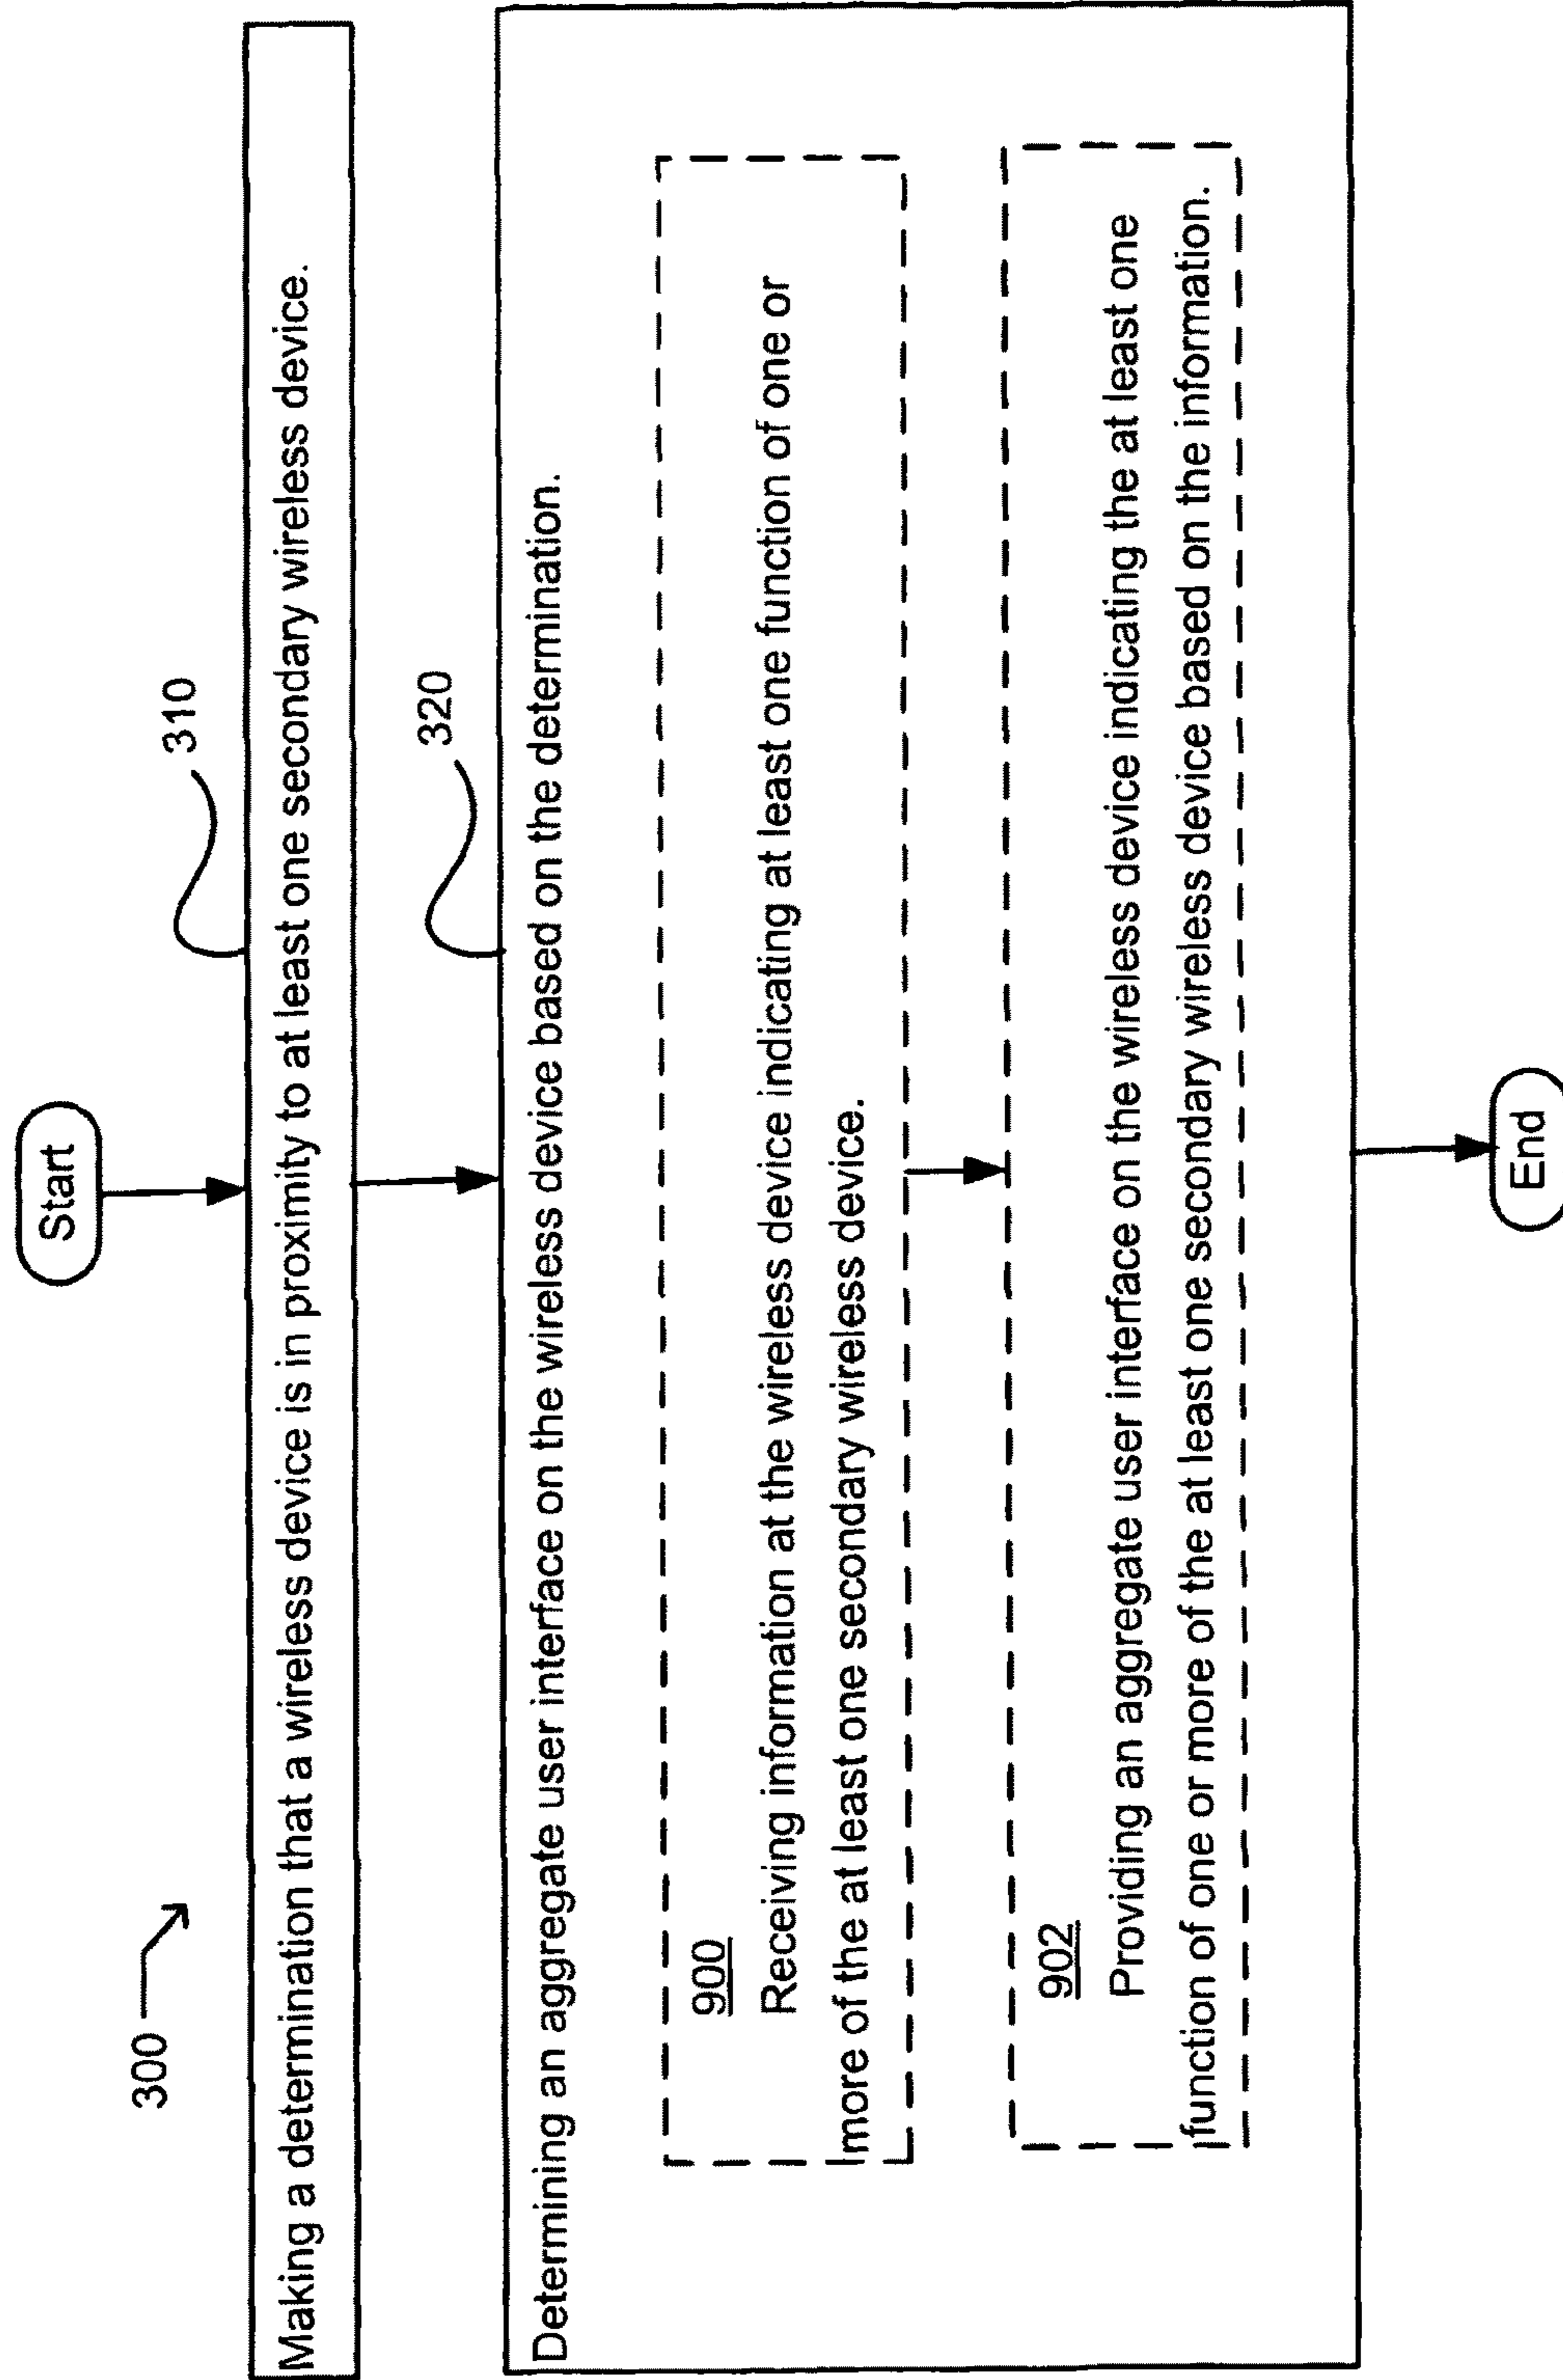 Start
300
310
Making a determination that a wireless device is in proximity to at least one secondary wireless device.
320
Determining an aggregate user interface on the wireless device based on the determination.
900
Receiving information at the wireless device indicating at least one function of one or
more of the at least one secondary wireless device.
902
Providing an aggregate user interface on the wireless device indicating the at least one
function of one or more of the at least one secondary wireless device based on the information.
End